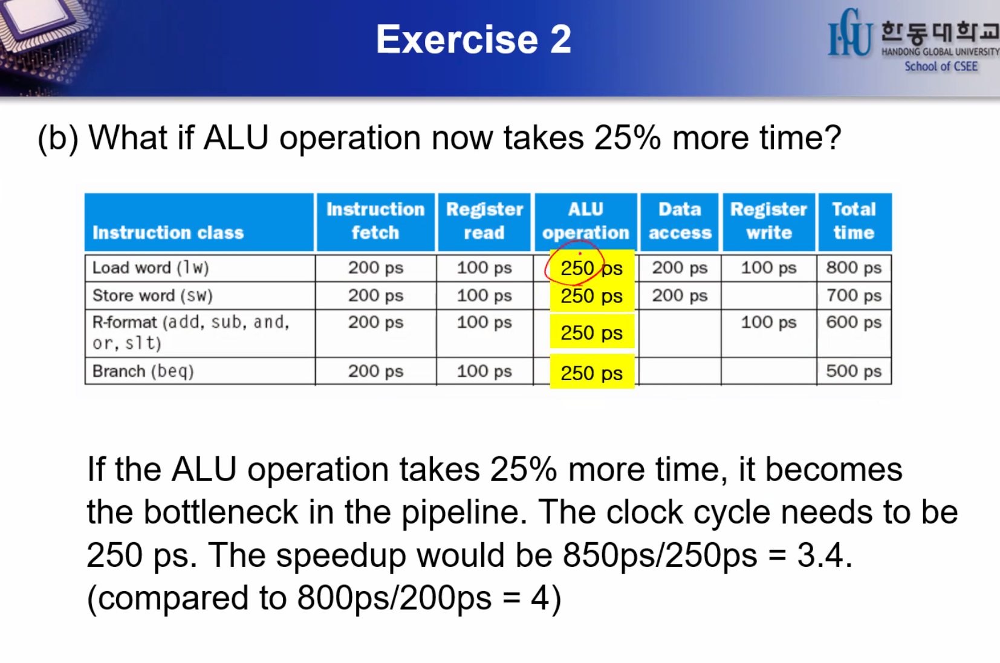 Exercise 2
한동대학교
HANDONG GLOBAL UNIVERSITY
School of CSEE
(b) What if ALU operation now takes 25% more time?
Instruction class Instruction fetch Register read ALU operation Data access Register write Total time
Load word (lw) 200 ps 100 ps 250 ps 200 ps 100 ps 800 ps
Store word (sw) 200 ps 100 ps 250 ps 200 ps 700 ps
R-format (add, sub, and, or, slt) 200 ps 100 ps 250 ps 100 ps 600 ps
Branch (beq) 200 ps 100 ps 250 ps 500 ps
If the ALU operation takes 25% more time, it becomes
the bottleneck in the pipeline. The clock cycle needs to be
250 ps. The speedup would be 850ps/250ps = 3.4.
(compared to 800ps/200ps = 4)